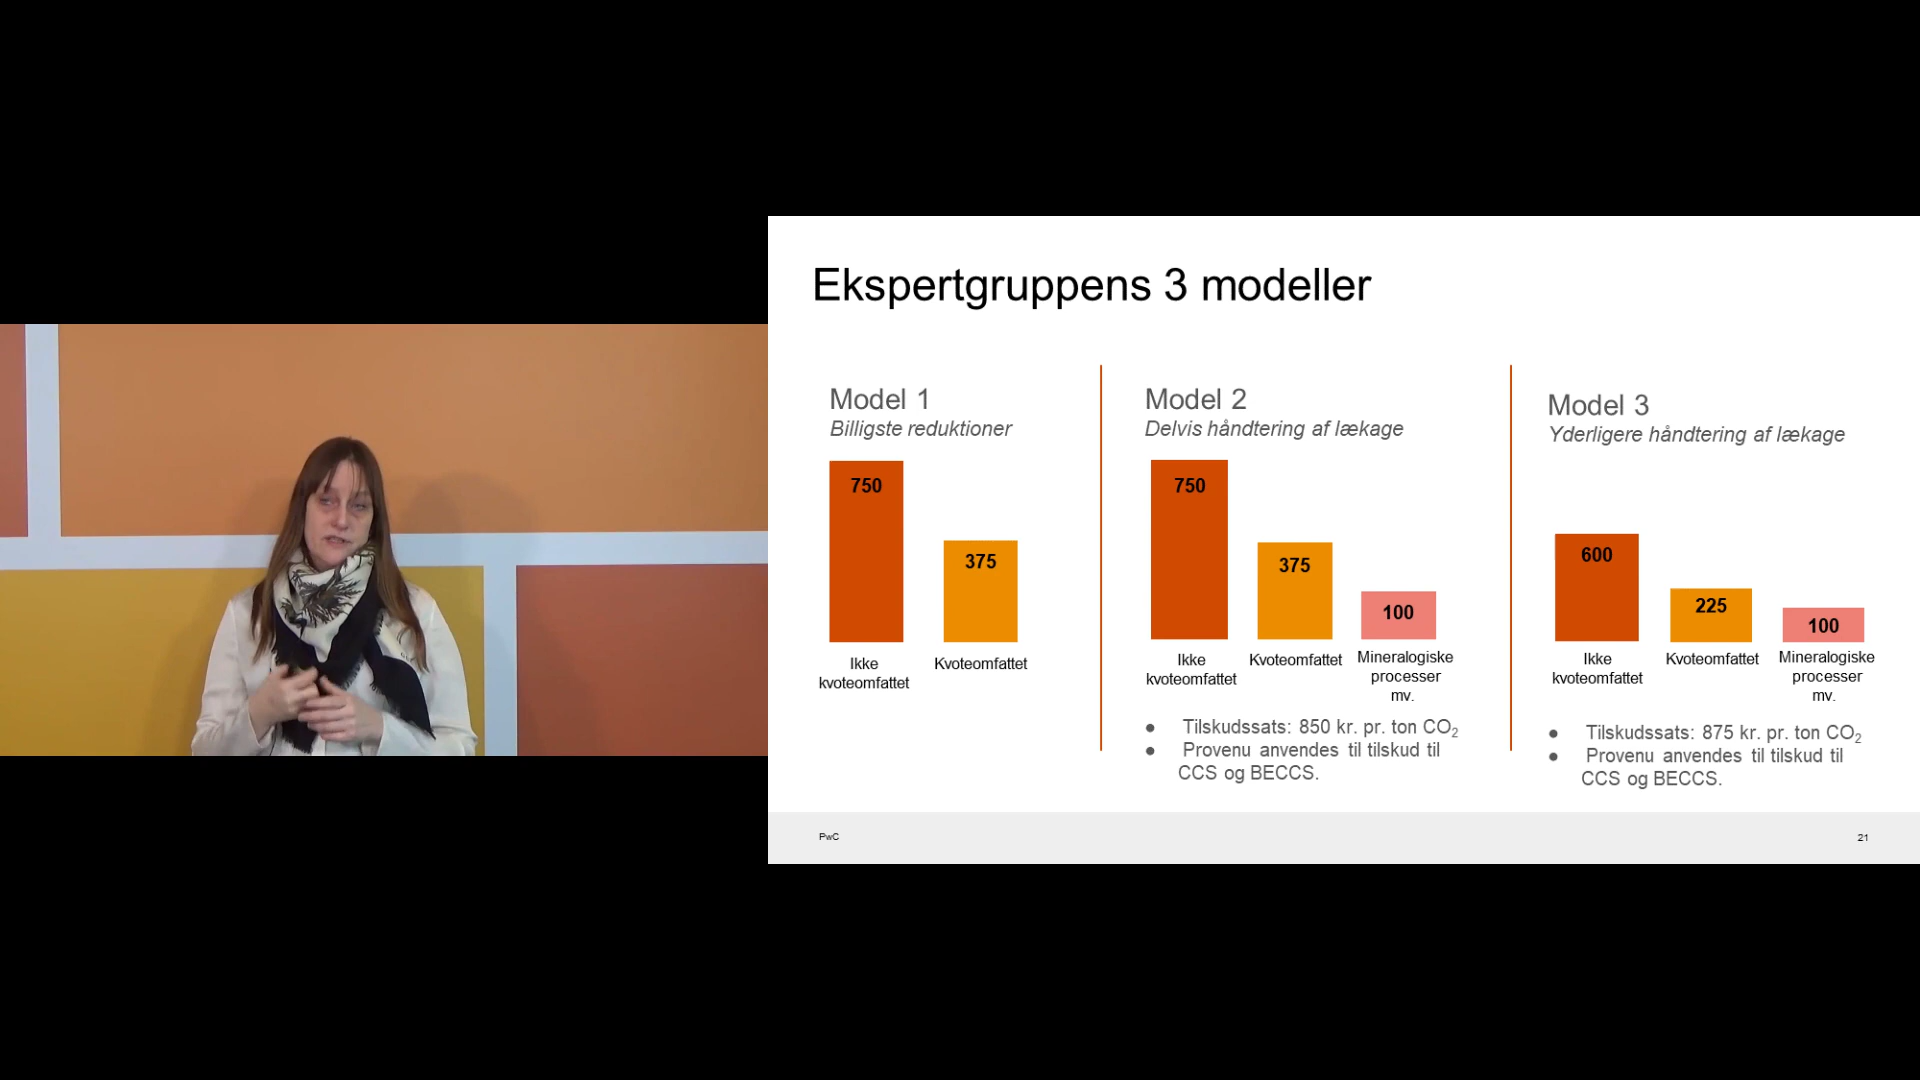 Ekspertgruppens 3 modeller
Model 1
Billigste reduktioner
750
375
Ikke
kvoteomfattet
Kvoteomfattet
Model 2
Delvis håndtering af lækage
750
375
100
Ikke
kvoteomfattet
Kvoteomfattet
Mineralogiske
processer
mv.
● Tilskudssats: 850 kr. pr. ton CO₂
● Provenu anvendes til tilskud til
CCS og BECCS.
Model 3
Yderligere håndtering af lækage
600
225
100
Ikke
kvoteomfattet
Kvoteomfattet
Mineralogiske
processer
mv.
● Tilskudssats: 875 kr. pr. ton CO₂
● Provenu anvendes til tilskud til
CCS og BECCS.
PwC
21